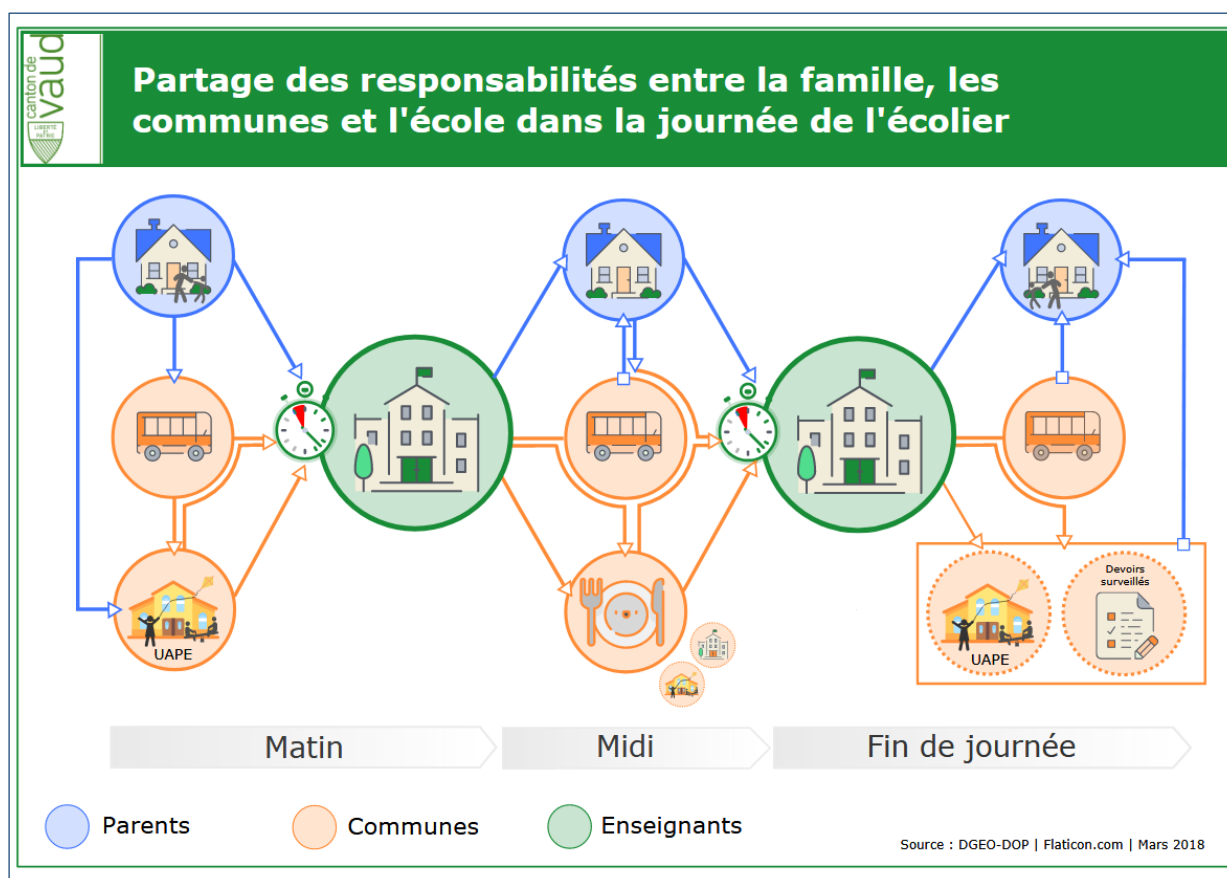 canton de
vaud
LIBERTÉ
ET
PATRIE
Partage des responsabilités entre la famille, les
communes et l'école dans la journée de l'écolier
Devoirs
surveillés
UAPE
UAPE
Matin
Midi
Fin de journée
Parents
Communes
Enseignants
Source : DGEO-DOP | Flaticon.com | Mars 2018